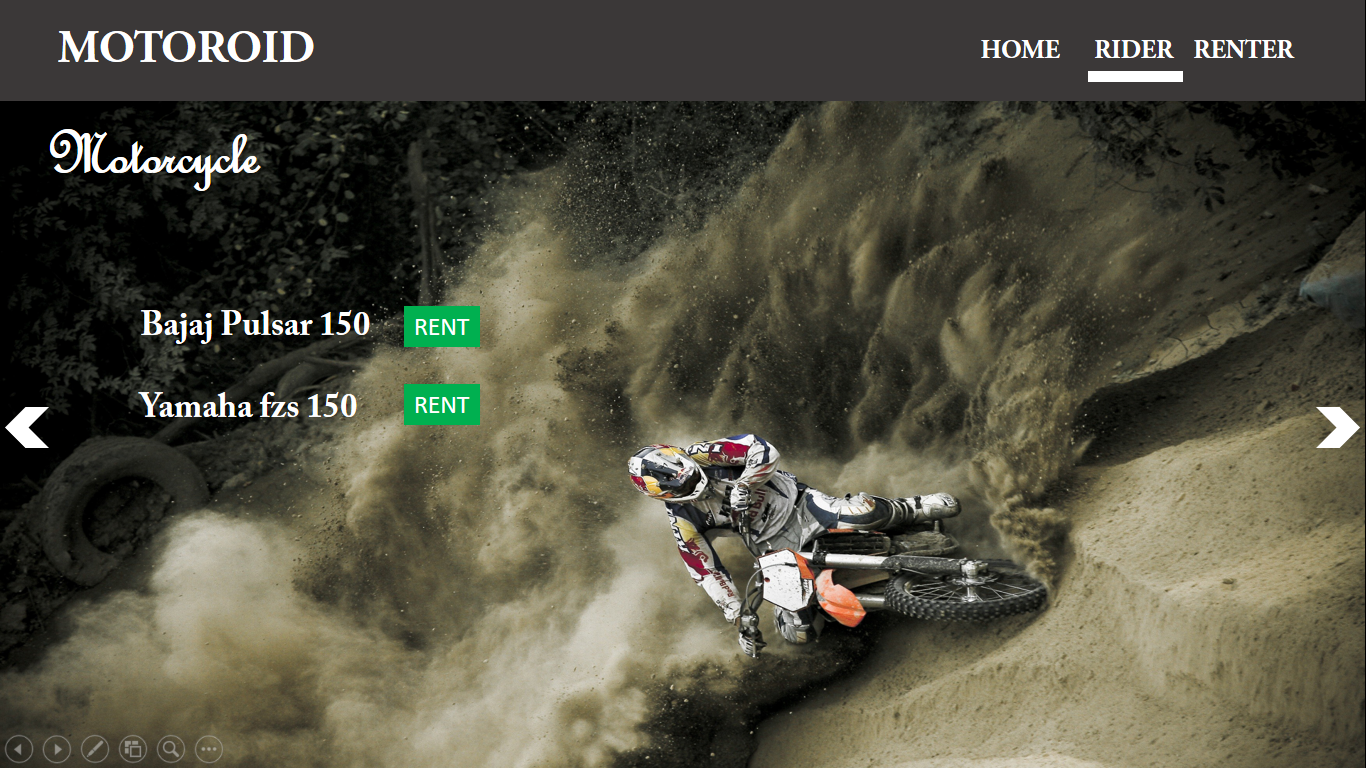 MOTOROID
HOME RIDER RENTER
Motorcycle
Bajaj Pulsar 150 RENT
Yamaha fzs 150 RENT